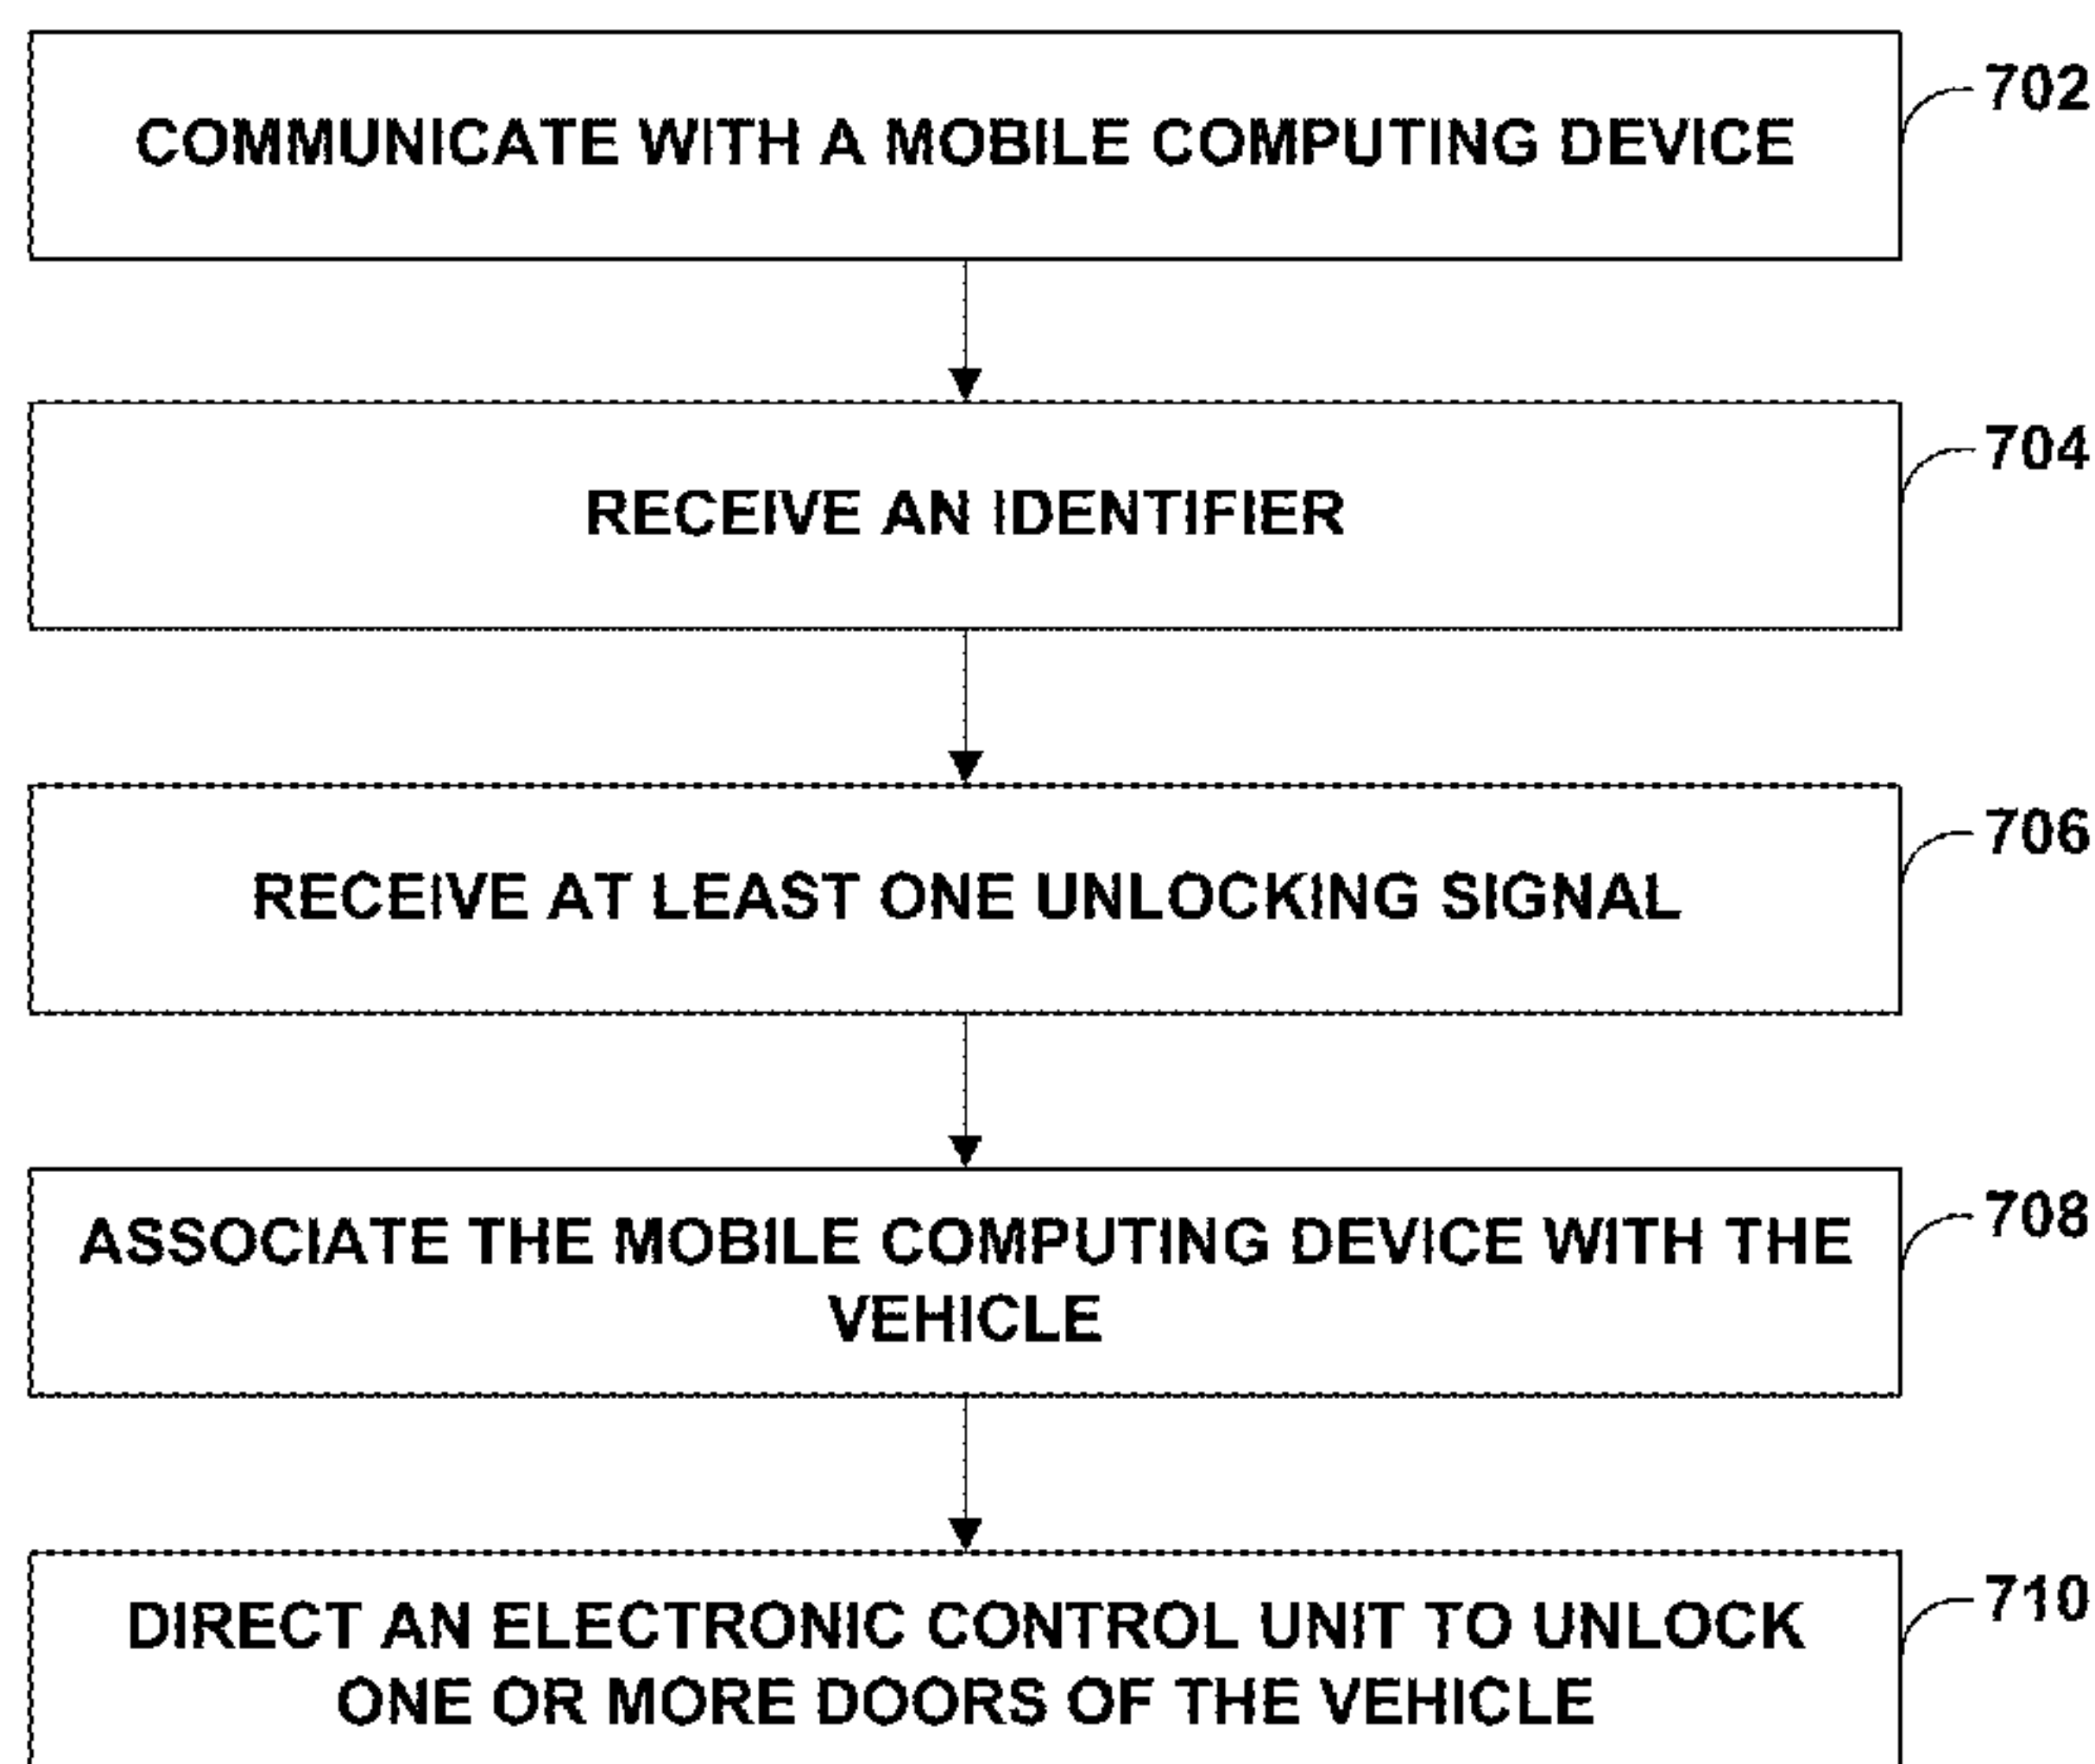 COMMUNICATE WITH A MOBILE COMPUTING DEVICE
702
RECEIVE AN IDENTIFIER
704
RECEIVE AT LEAST ONE UNLOCKING SIGNAL
706
ASSOCIATE THE MOBILE COMPUTING DEVICE WITH THE
VEHICLE
708
DIRECT AN ELECTRONIC CONTROL UNIT TO UNLOCK
ONE OR MORE DOORS OF THE VEHICLE
710